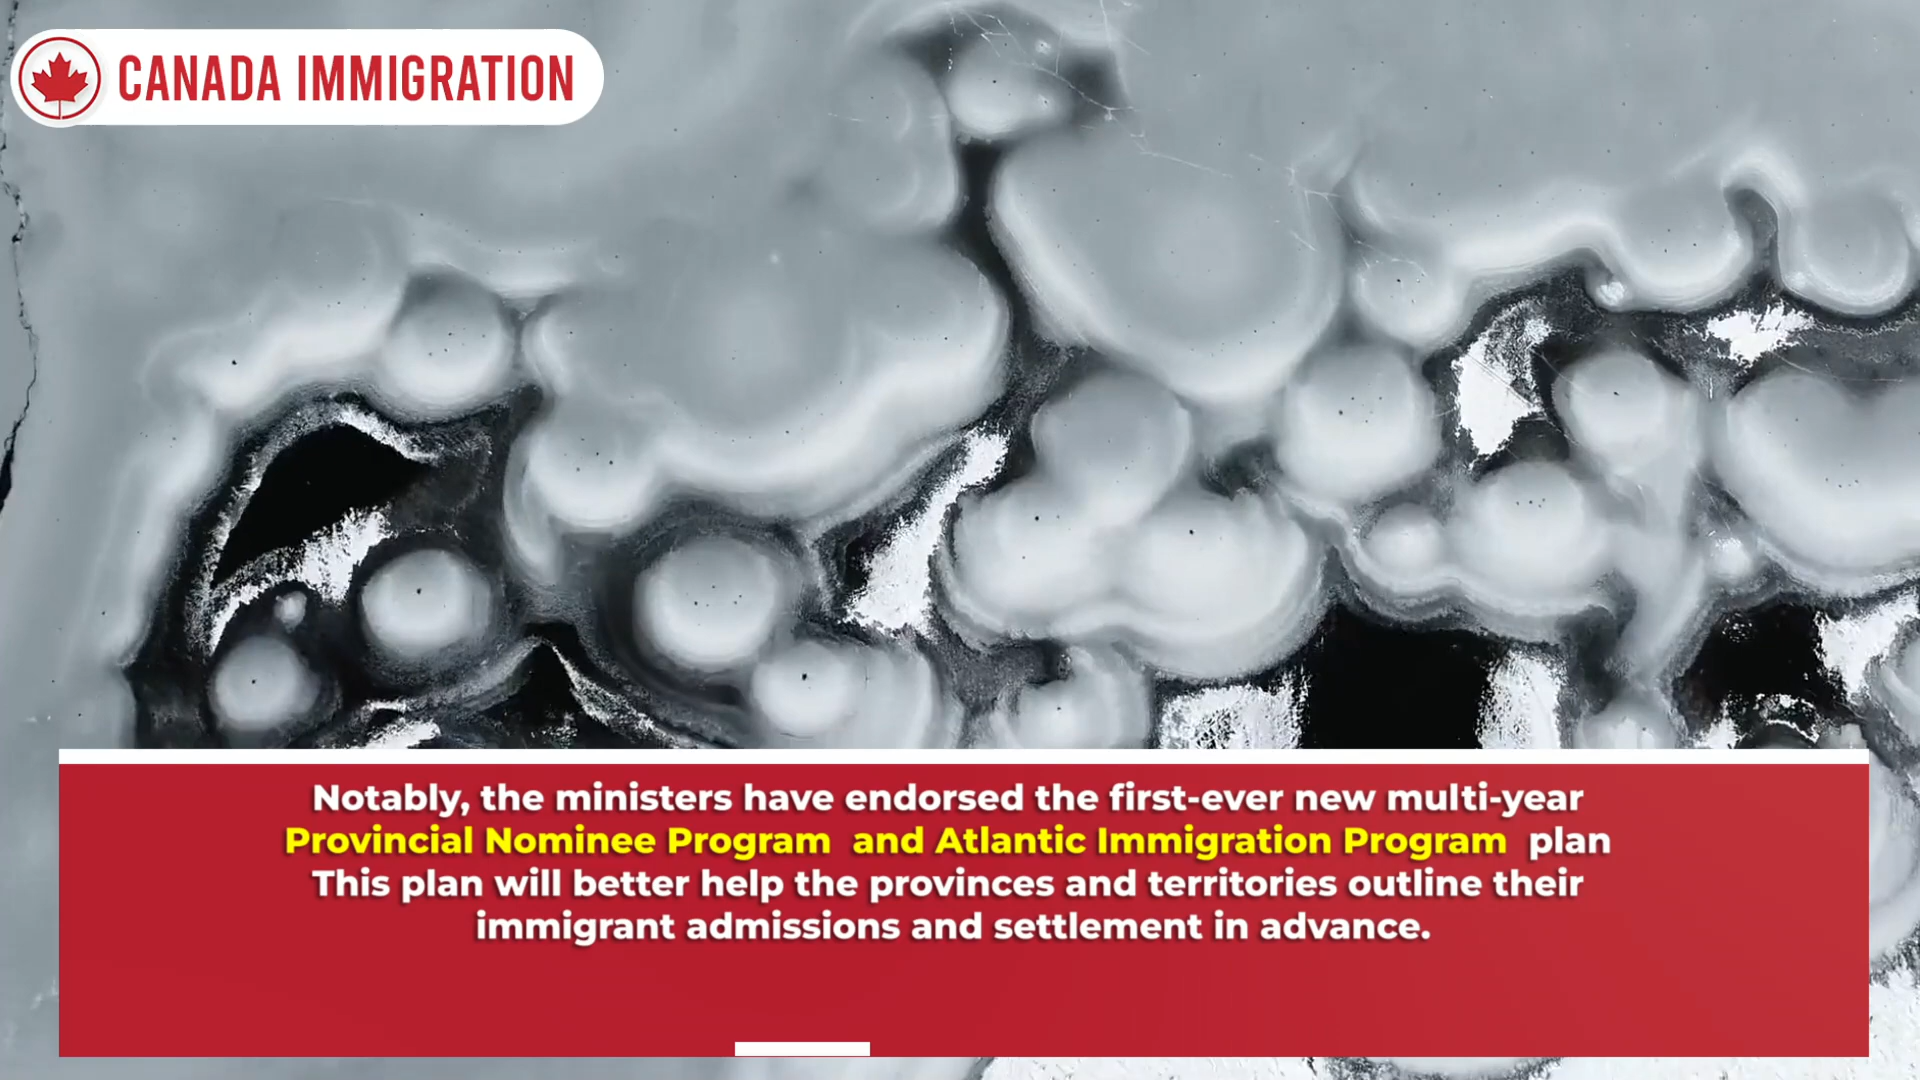 CANADA IMMIGRATION
Notably, the ministers have endorsed the first-ever new multi-year
Provincial Nominee Program and Atlantic Immigration Program plan
This plan will better help the provinces and territories outline their
immigrant admissions and settlement in advance.